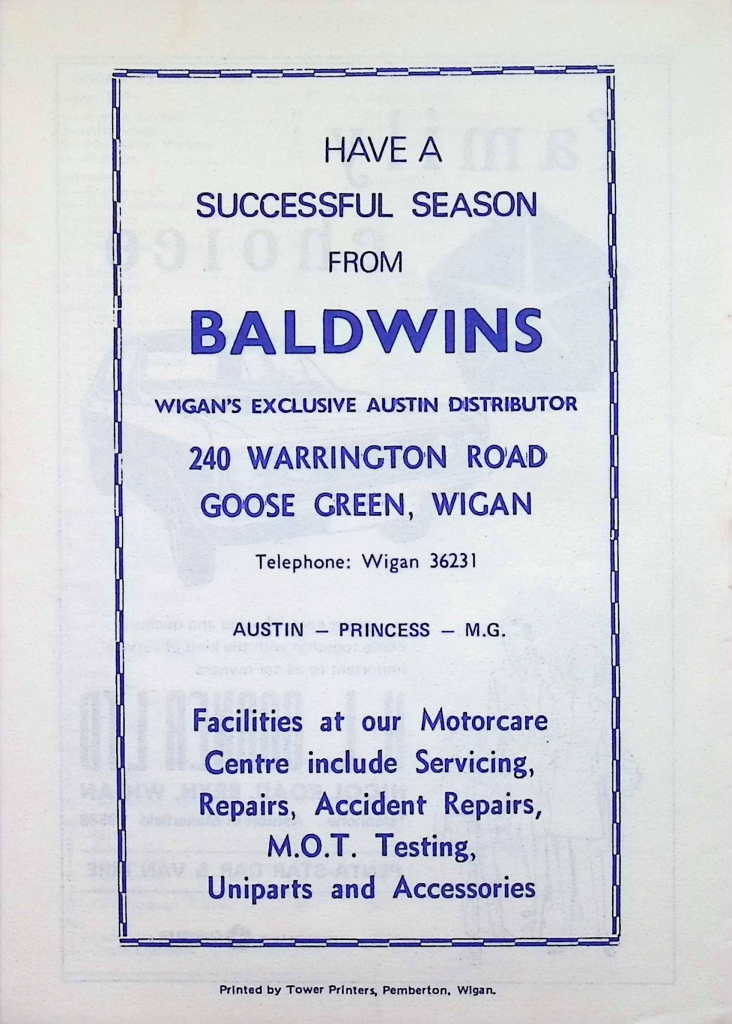 HAVE A
SUCCESSFUL SEASON
FROM
BALDWINS
WIGAN'S EXCLUSIVE AUSTIN DISTRIBUTOR
240 WARRINGTON ROAD
GOOSE GREEN, WIGAN
Telephone: Wigan 36231
AUSTIN – PRINCESS – M.G.
Facilities at our Motorcare
Centre include Servicing,
Repairs, Accident Repairs,
M.O.T. Testing,
Uniparts and Accessories
Printed by Tower Printers, Pemberton, Wigan.